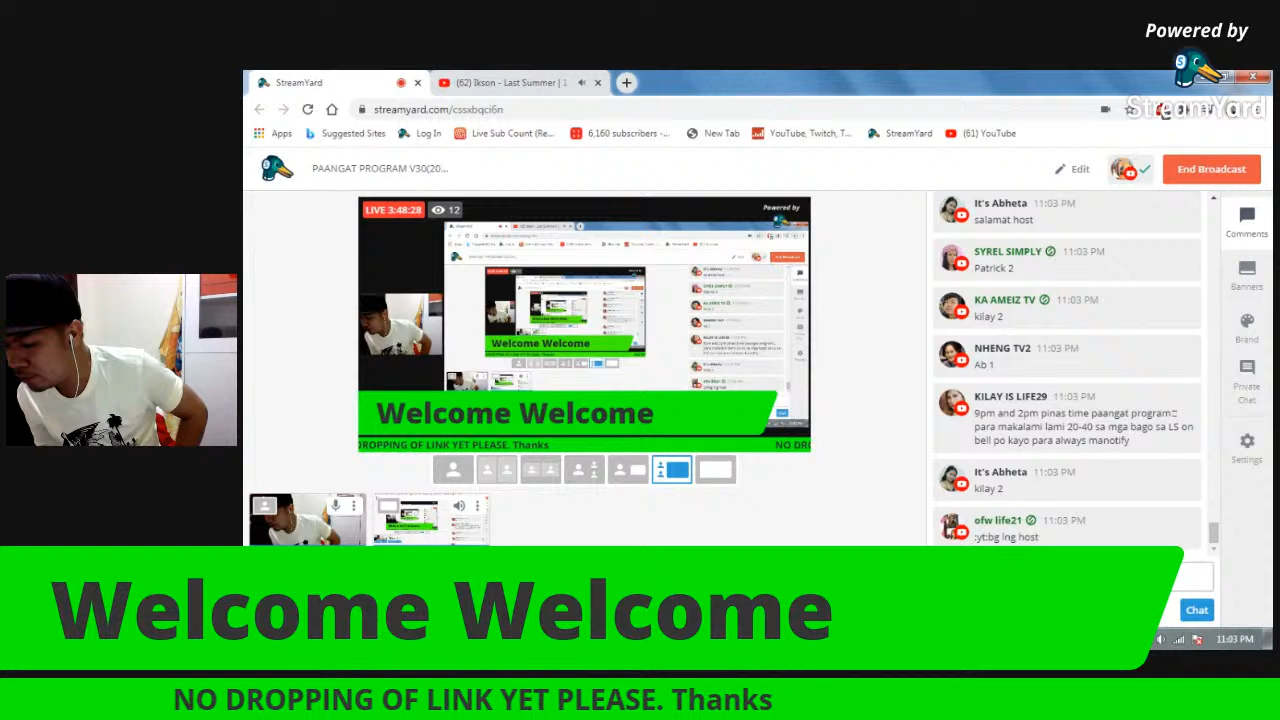 Powered by
StreamYard
StreamYard
(62) Ikson - Last Summer | 1
streamyard.com/cssxbqci6n
Apps
Suggested Sites
Log In
Live Sub Count (Re...
6,160 subscribers -...
New Tab
YouTube, Twitch, T...
StreamYard
(61) YouTube
PAANGAT PROGRAM V30(20...
Edit
End Broadcast
LIVE 3:48:28
12
Powered by
Welcome Welcome
Welcome Welcome
DROPPING OF LINK YET PLEASE. Thanks
NO DRO
It's Abheta 11:03 PM
salamat host
SYREL SIMPLY 11:03 PM
Patrick 2
KA AMEIZ TV 11:03 PM
kilay 2
NHENG TV2 11:03 PM
Ab 1
KILAY IS LIFE29 11:03 PM
9pm and 2pm pinas time paangat program
para makalami lami 20-40 sa mga bago sa LS on
bell po kayo para always manotify
It's Abheta 11:03 PM
kilay 2
ofw life21 11:03 PM
:yt:bg lng host
Comments
Banners
Brand
Private
Chat
Settings
Chat
11:03 PM
Welcome Welcome
NO DROPPING OF LINK YET PLEASE. Thanks